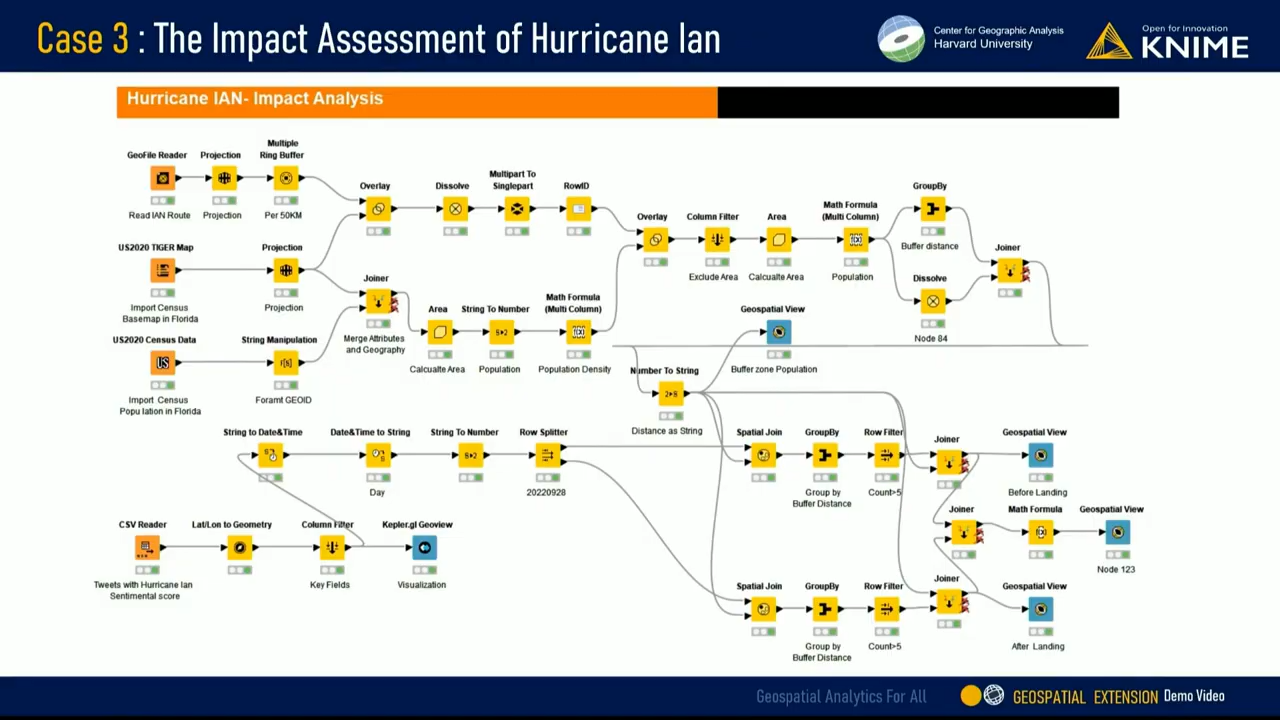 Case 3 : The Impact Assessment of Hurricane Ian
Center for Geographic Analysis
Harvard University
Open for Innovation
KNIME
Hurricane IAN- Impact Analysis
GeoFile Reader
Read IAN Route
Projection
Projection
Multiple
Ring Buffer
Per 50KM
Overlay
Dissolve
Multipart To
Singlepart
RowID
Overlay
Column Filter
Exclude Area
Area
Calcualte Area
Math Formula
(Multi Column)
Population
GroupBy
Buffer distance
Dissolve
Node 84
Joiner
US2020 TIGER Map
Import Census
Basemap in Florida
Projection
Projection
Joiner
Merge Attributes
and Geography
Area
Calcualte Area
String To Number
Population
Math Formula
(Multi Column)
Population Density
US2020 Census Data
US
Import Census
Population in Florida
String Manipulation
Foramt GEOID
Geospatial View
Buffer zone Population
Number To String
Distance as String
String to Date&Time
Date&Time to String
Day
String To Number
Row Splitter
20220928
Spatial Join
GroupBy
Group by
Buffer Distance
Row Filter
Count>5
Joiner
Geospatial View
Before Landing
Joiner
Math Formula
Geospatial View
Node 123
CSV Reader
Tweets with Hurricane Ian
Sentimental score
Lat/Lon to Geometry
Column Filter
Key Fields
Kepler.gl Geoview
Visualization
Spatial Join
GroupBy
Group by
Buffer Distance
Row Filter
Count>5
Joiner
Geospatial View
After Landing
Geospatial Analytics For All
GEOSPATIAL EXTENSION Demo Video